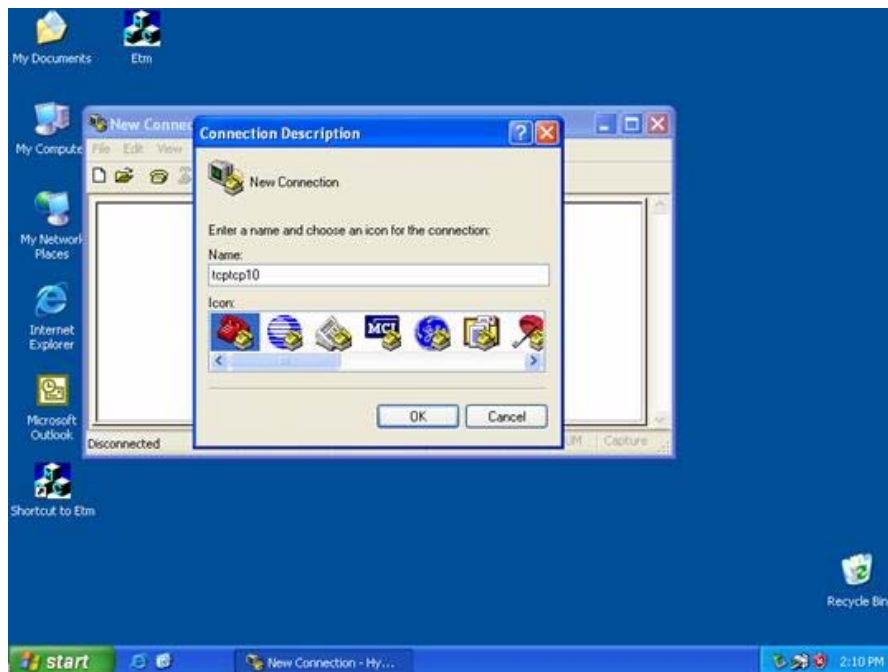 My Documents
Etm
My Compute
My Network
Places
Internet
Explorer
Microsoft
Outlook
Shortcut to Etm
New Connec
File Edit View
Connection Description
New Connection
Enter a name and choose an icon for the connection:
Name:
tcptcp10
Icon:
MCI
OK
Cancel
Disconnected
UM
Capture
Recycle Bin
start
New Connection - Hy...
2:10 PM